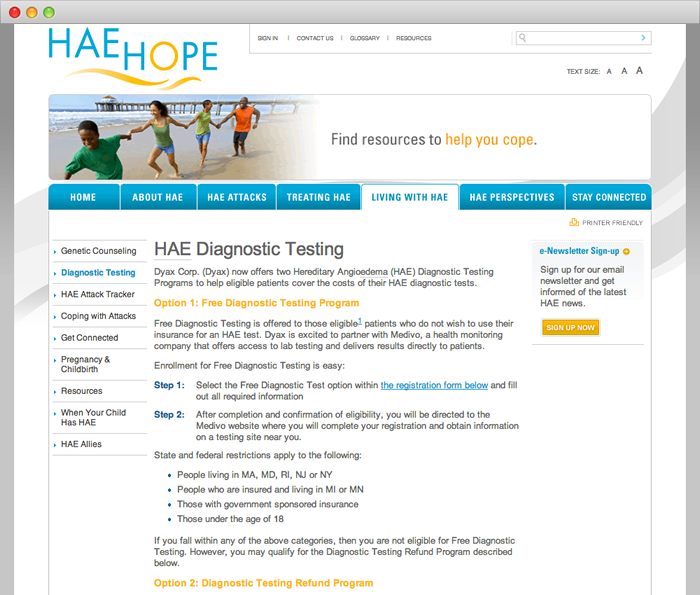 HAEHOPE
SIGN IN | CONTACT US | GLOSSARY | RESOURCES
TEXT SIZE: A A A
Find resources to help you cope.
HOME
ABOUT HAE
HAE ATTACKS
TREATING HAE
LIVING WITH HAE
HAE PERSPECTIVES
STAY CONNECTED
PRINTER FRIENDLY
Genetic Counseling
Diagnostic Testing
HAE Attack Tracker
Coping with Attacks
Get Connected
Pregnancy &
Childbirth
Resources
When Your Child
Has HAE
HAE Allies
HAE Diagnostic Testing
Dyax Corp. (Dyax) now offers two Hereditary Angioedema (HAE) Diagnostic Testing
Programs to help eligible patients cover the costs of their HAE diagnostic tests.
Option 1: Free Diagnostic Testing Program
Free Diagnostic Testing is offered to those eligible1 patients who do not wish to use their
insurance for an HAE test. Dyax is excited to partner with Medivo, a health monitoring
company that offers access to lab testing and delivers results directly to patients.
Enrollment for Free Diagnostic Testing is easy:
Step 1: Select the Free Diagnostic Test option within the registration form below and fill
out all required information
Step 2: After completion and confirmation of eligibility, you will be directed to the
Medivo website where you will complete your registration and obtain information
on a testing site near you.
State and federal restrictions apply to the following:
• People living in MA, MD, RI, NJ or NY
• People who are insured and living in MI or MN
• Those with government sponsored insurance
• Those under the age of 18
If you fall within any of the above categories, then you are not eligible for Free Diagnostic
Testing. However, you may qualify for the Diagnostic Testing Refund Program described
below.
Option 2: Diagnostic Testing Refund Program
e-Newsletter Sign-up
Sign up for our email
newsletter and get
informed of the latest
HAE news.
SIGN UP NOW